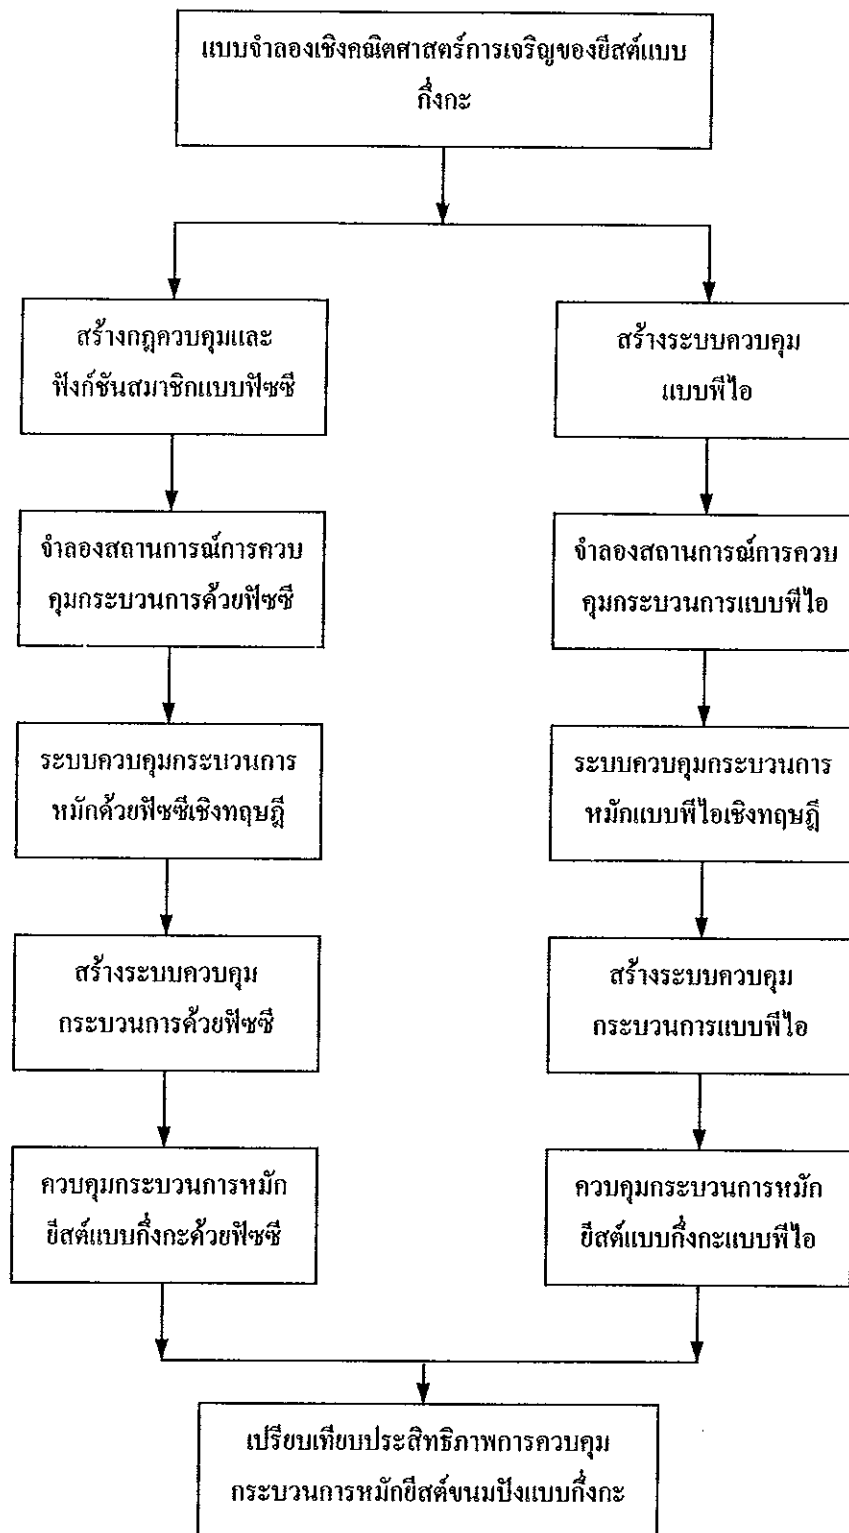 แบบจำลองเชิงคณิตศาสตร์การเจริญของยีสต์แบบ
กึ่งกะ
สร้างกฎควบคุมและ
ฟังก์ชันสมาชิกแบบฟัซซี
สร้างระบบควบคุม
แบบพีไอ
จำลองสถานการณ์การควบ
คุมกระบวนการด้วยฟัซซี
จำลองสถานการณ์การควบ
คุมกระบวนการแบบพีไอ
ระบบควบคุมกระบวนการ
หมักด้วยฟัซซีเชิงทฤษฎี
ระบบควบคุมกระบวนการ
หมักแบบพีไอเชิงทฤษฎี
สร้างระบบควบคุม
กระบวนการด้วยฟัซซี
สร้างระบบควบคุม
กระบวนการแบบพีไอ
ควบคุมกระบวนการหมัก
ยีสต์แบบกึ่งกะด้วยฟัซซี
ควบคุมกระบวนการหมัก
ยีสต์แบบกึ่งกะแบบพีไอ
เปรียบเทียบประสิทธิภาพการควบคุม
กระบวนการหมักยีสต์ขนมปังแบบกึ่งกะ